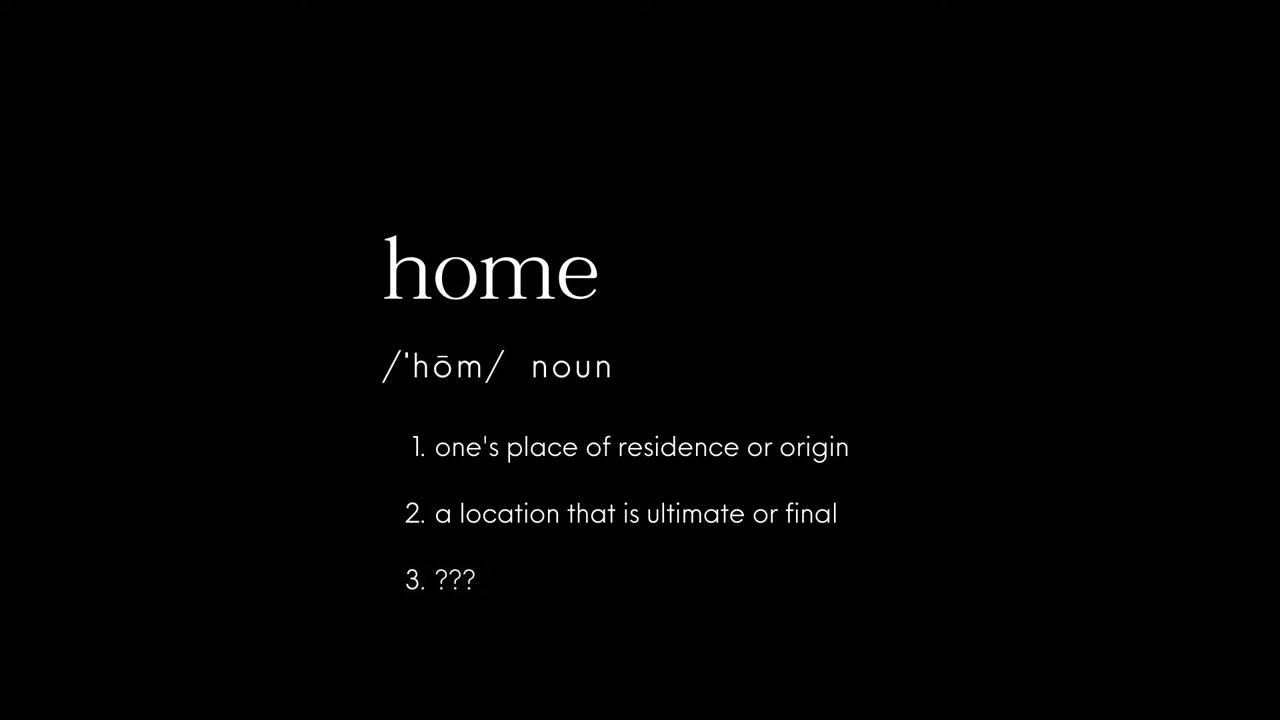 home
/ˈhōm/ noun
1. one's place of residence or origin
2. a location that is ultimate or final
3. ???